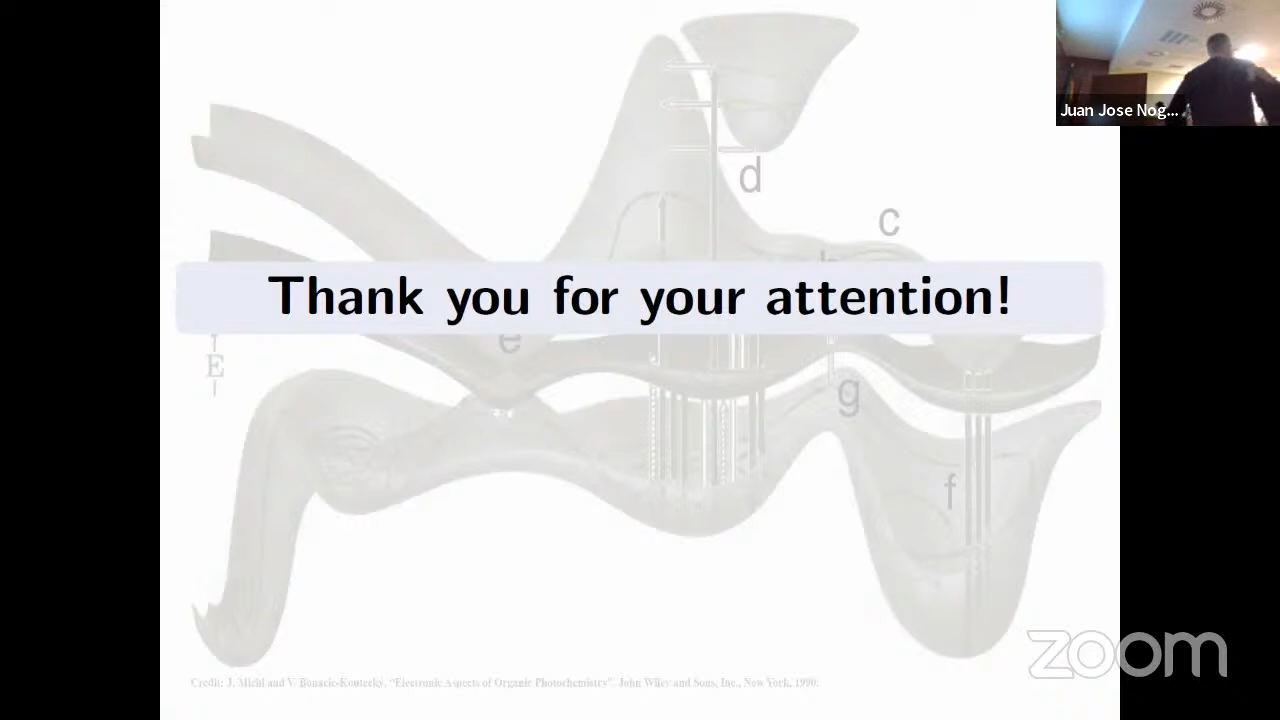 Juan Jose Nog...
d
c
Thank you for your attention!
e
E
g
f
Credit: J. Michl and V. Bonacic-Koutecky, "Electronic Aspects of Organic Photochemistry". John Wiley and Sons, Inc., New York, 1990.
zoom